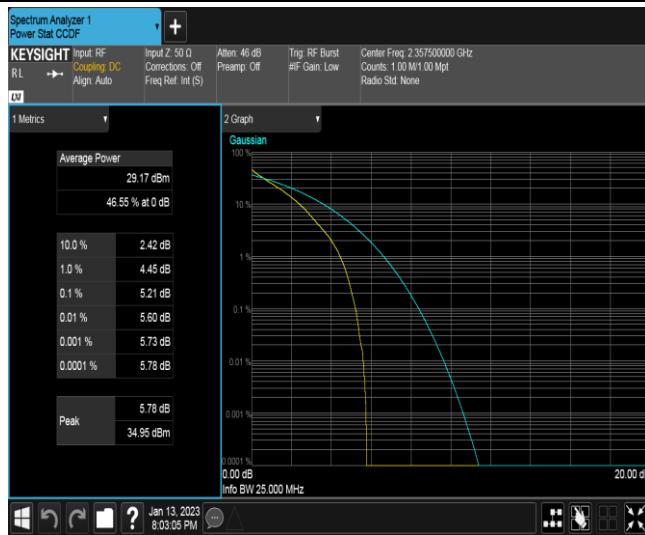 Spectrum Analyzer 1
Power Stat CCDF
+
KEYSIGHT
RL
Input: RF
Coupling: DC
Align: Auto
Input Z: 50 Ω
Corrections: Off
Freq Ref: Int (S)
Atten: 46 dB
Preamp: Off
Trig: RF Burst
#IF Gain: Low
Center Freq: 2.357500000 GHz
Counts: 1.00 M/1.00 Mpt
Radio Std: None
LXI
1 Metrics
Average Power
29.17 dBm
46.55 % at 0 dB
10.0 % 2.42 dB
1.0 % 4.45 dB
0.1 % 5.21 dB
0.01 % 5.60 dB
0.001 % 5.73 dB
0.0001 % 5.78 dB
Peak
5.78 dB
34.95 dBm
2 Graph
Gaussian
100 %
10 %
1 %
0.1 %
0.01 %
0.001 %
0.0001 %
0.00 dB
20.00 d
Info BW 25.000 MHz
?
Jan 13, 2023
8:03:05 PM